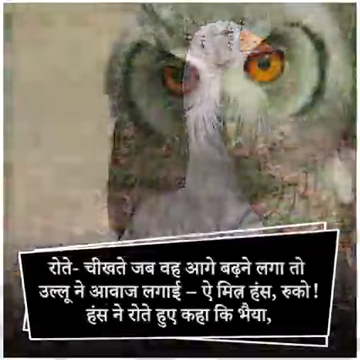 रोते- चीखते जब वह आगे बढ़ने लगा तो
उल्लू ने आवाज लगाई – ऐ मित्र हंस, रुको !
हंस ने रोते हुए कहा कि भैया,